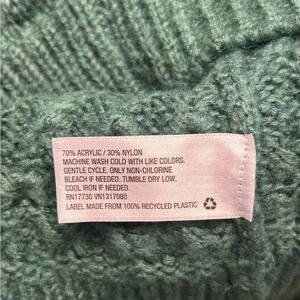 70% ACRYLIC / 30% NYLON
MACHINE WASH COLD WITH LIKE COLORS.
GENTLE CYCLE. ONLY NON-CHLORINE
BLEACH IF NEEDED. TUMBLE DRY LOW.
COOL IRON IF NEEDED.
RN17730 VN1317080
LABEL MADE FROM 100% RECYCLED PLASTIC